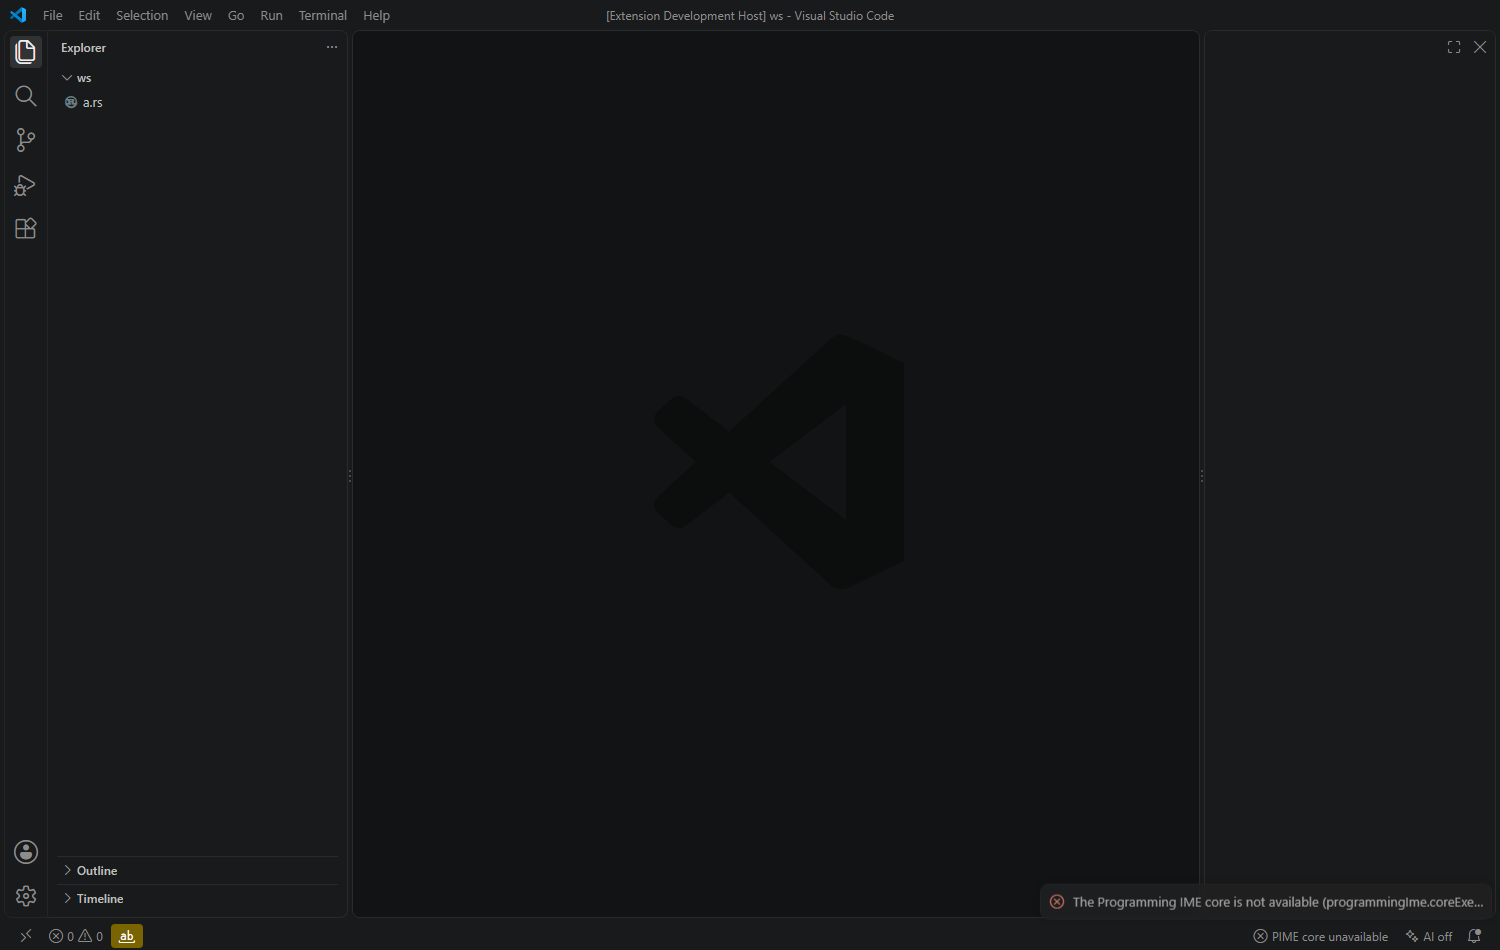 File Edit Selection View Go Run Terminal Help
[Extension Development Host] ws - Visual Studio Code
Explorer
ws
a.rs
Outline
Timeline
The Programming IME core is not available (programmingIme.coreExe...
0 0 ab
PIME core unavailable
AI off